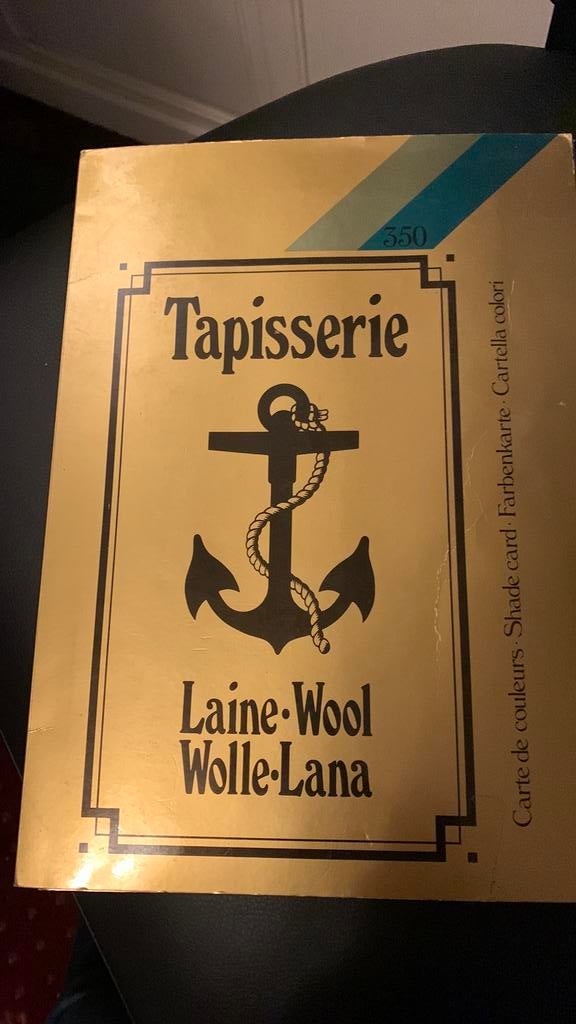 350
Tapisserie
Laine·Wool
Wolle·Lana
Carte de couleurs · Shade card · Farbenkarte · Cartella colori